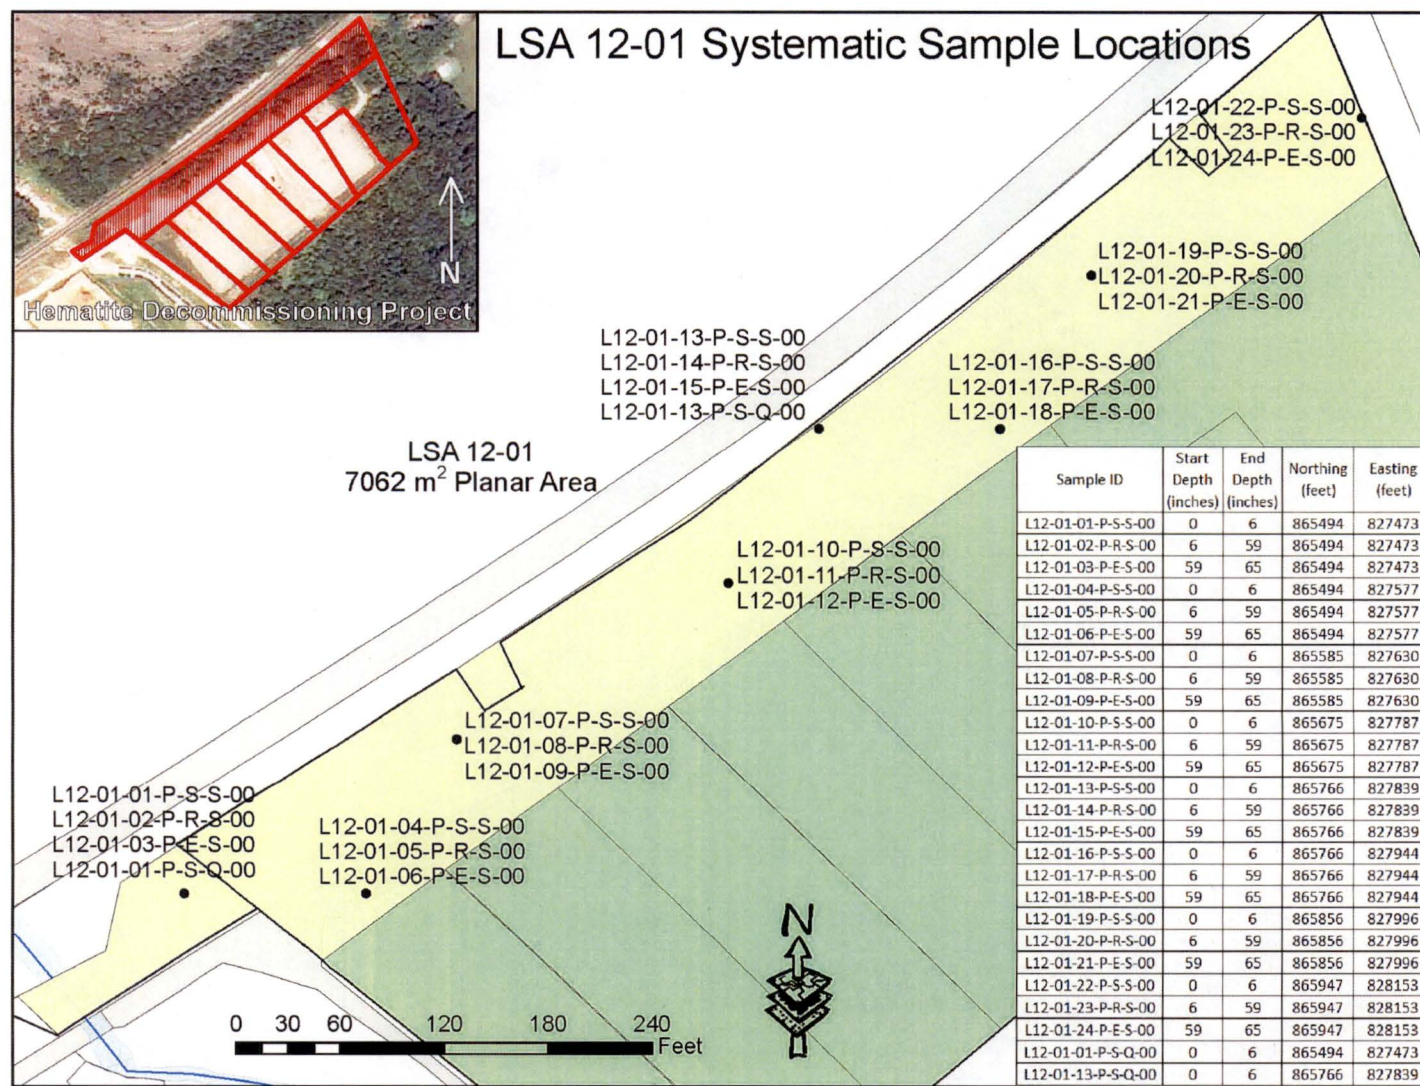 LSA 12-01 Systematic Sample Locations
Hematite Decommissioning Project
N
L12-01-22-P-S-S-00
L12-01-23-P-R-S-00
L12-01-24-P-E-S-00
L12-01-19-P-S-S-00
L12-01-20-P-R-S-00
L12-01-21-P-E-S-00
L12-01-13-P-S-S-00
L12-01-14-P-R-S-00
L12-01-15-P-E-S-00
L12-01-13-P-S-Q-00
L12-01-16-P-S-S-00
L12-01-17-P-R-S-00
L12-01-18-P-E-S-00
LSA 12-01
7062 m² Planar Area
L12-01-10-P-S-S-00
L12-01-11-P-R-S-00
L12-01-12-P-E-S-00
L12-01-07-P-S-S-00
L12-01-08-P-R-S-00
L12-01-09-P-E-S-00
L12-01-01-P-S-S-00
L12-01-02-P-R-S-00
L12-01-03-P-E-S-00
L12-01-01-P-S-Q-00
L12-01-04-P-S-S-00
L12-01-05-P-R-S-00
L12-01-06-P-E-S-00
N
0 30 60 120 180 240
Feet
Sample ID Start Depth (inches) End Depth (inches) Northing (feet) Easting (feet)
L12-01-01-P-S-S-00 0 6 865494 827473
L12-01-02-P-R-S-00 6 59 865494 827473
L12-01-03-P-E-S-00 59 65 865494 827473
L12-01-04-P-S-S-00 0 6 865494 827577
L12-01-05-P-R-S-00 6 59 865494 827577
L12-01-06-P-E-S-00 59 65 865494 827577
L12-01-07-P-S-S-00 0 6 865585 827630
L12-01-08-P-R-S-00 6 59 865585 827630
L12-01-09-P-E-S-00 59 65 865585 827630
L12-01-10-P-S-S-00 0 6 865675 827787
L12-01-11-P-R-S-00 6 59 865675 827787
L12-01-12-P-E-S-00 59 65 865675 827787
L12-01-13-P-S-S-00 0 6 865766 827839
L12-01-14-P-R-S-00 6 59 865766 827839
L12-01-15-P-E-S-00 59 65 865766 827839
L12-01-16-P-S-S-00 0 6 865766 827944
L12-01-17-P-R-S-00 6 59 865766 827944
L12-01-18-P-E-S-00 59 65 865766 827944
L12-01-19-P-S-S-00 0 6 865856 827996
L12-01-20-P-R-S-00 6 59 865856 827996
L12-01-21-P-E-S-00 59 65 865856 827996
L12-01-22-P-S-S-00 0 6 865947 828153
L12-01-23-P-R-S-00 6 59 865947 828153
L12-01-24-P-E-S-00 59 65 865947 828153
L12-01-01-P-S-Q-00 0 6 865494 827473
L12-01-13-P-S-Q-00 0 6 865766 827839